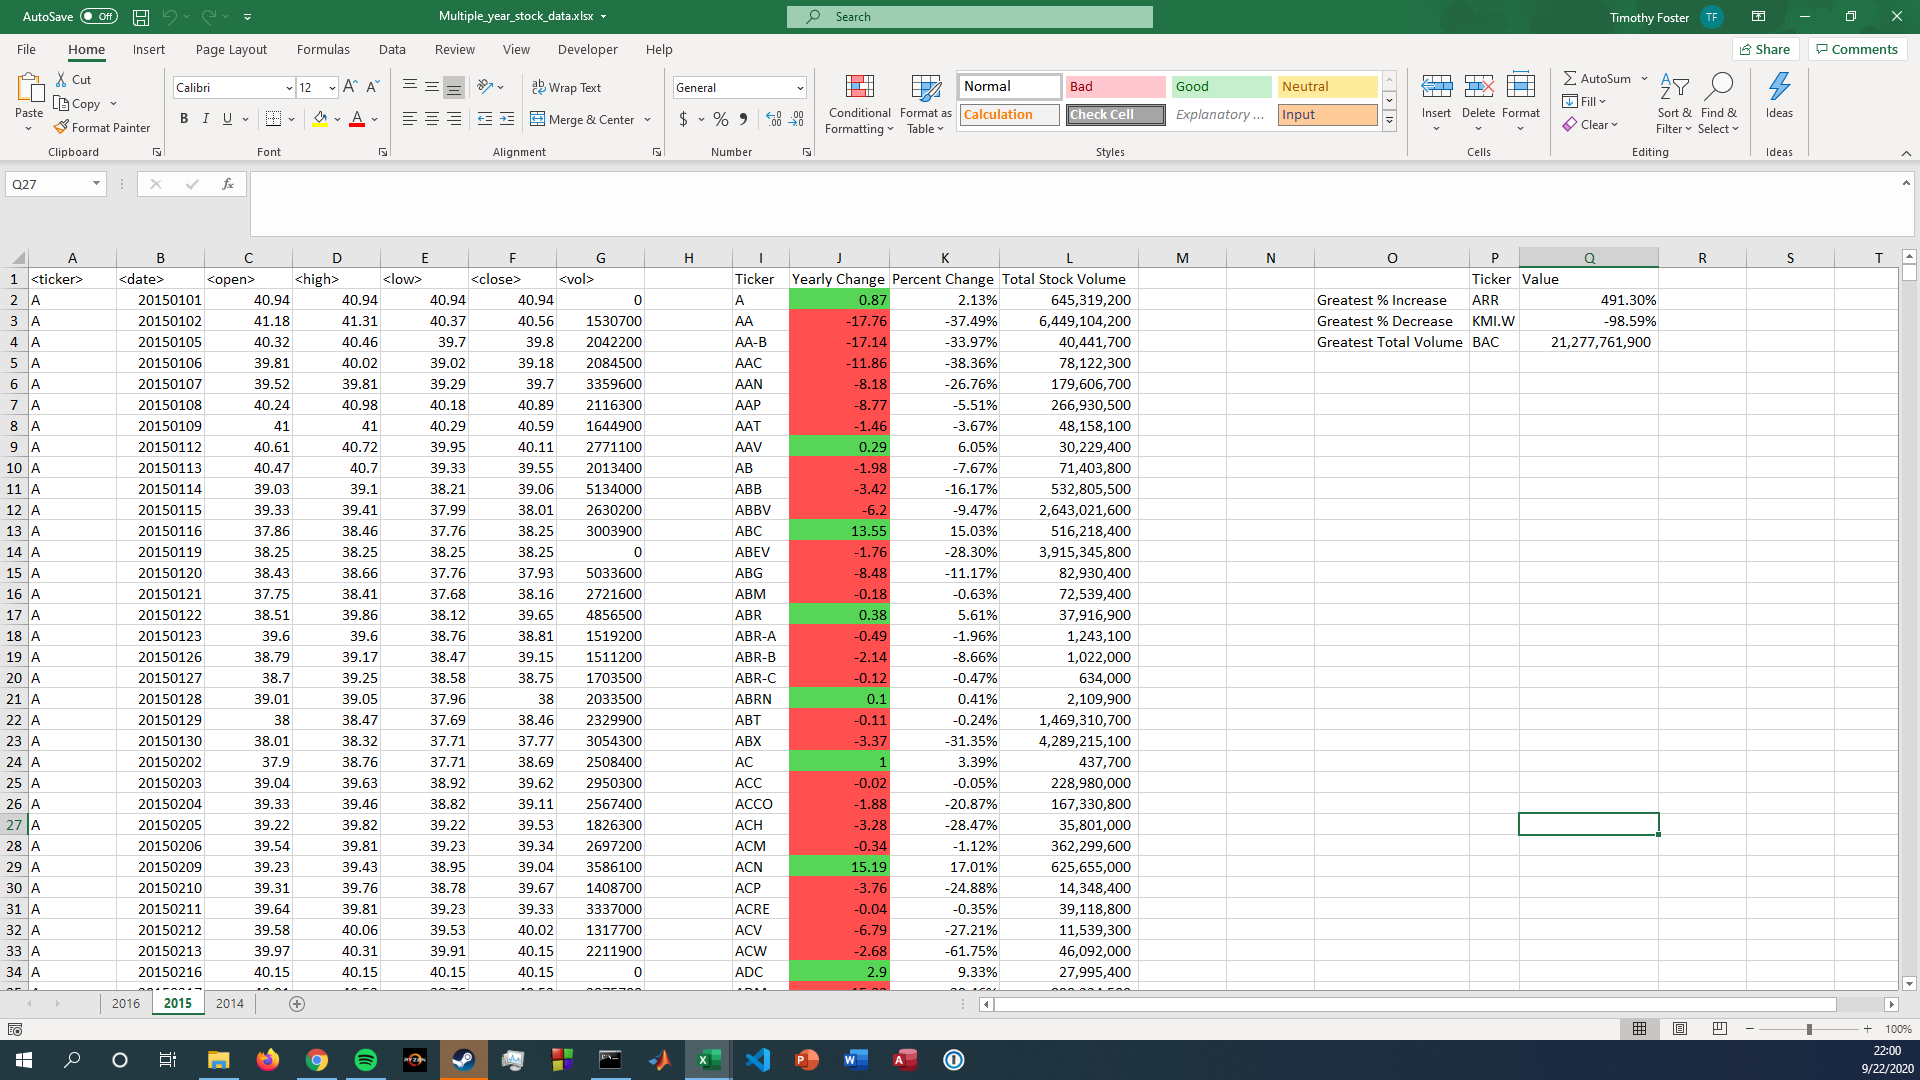 AutoSave Off Multiple_year_stock_data.xlsx Search Timothy Foster TF
File Home Insert Page Layout Formulas Data Review View Developer Help Share Comments
Cut Calibri 12 Wrap Text General Normal Bad Good Neutral AutoSum
Paste Copy Conditional Formatting Format as Table Insert Delete Format Fill Sort & Filter Find & Select Ideas
Format Painter Merge & Center Calculation Check Cell Explanatory ... Input Clear
Clipboard Font Alignment Number Styles Cells Editing Ideas
Q27 fx
A B C D E F G H I J K L M N O P Q R S T
1 <ticker> <date> <open> <high> <low> <close> <vol> Ticker Yearly Change Percent Change Total Stock Volume Ticker Value
2 A 20150101 40.94 40.94 40.94 40.94 0 A 0.87 2.13% 645,319,200 Greatest % Increase ARR 491.30%
3 A 20150102 41.18 41.31 40.37 40.56 1530700 AA -17.76 -37.49% 6,449,104,200 Greatest % Decrease KMI.W -98.59%
4 A 20150105 40.32 40.46 39.7 39.8 2042200 AA-B -17.14 -33.97% 40,441,700 Greatest Total Volume BAC 21,277,761,900
5 A 20150106 39.81 40.02 39.02 39.18 2084500 AAC -11.86 -38.36% 78,122,300
6 A 20150107 39.52 39.81 39.29 39.7 3359600 AAN -8.18 -26.76% 179,606,700
7 A 20150108 40.24 40.98 40.18 40.89 2116300 AAP -8.77 -5.51% 266,930,500
8 A 20150109 41 41 40.29 40.59 1644900 AAT -1.46 -3.67% 48,158,100
9 A 20150112 40.61 40.72 39.95 40.11 2771100 AAV 0.29 6.05% 30,229,400
10 A 20150113 40.47 40.7 39.33 39.55 2013400 AB -1.98 -7.67% 71,403,800
11 A 20150114 39.03 39.1 38.21 39.06 5134000 ABB -3.42 -16.17% 532,805,500
12 A 20150115 39.33 39.41 37.99 38.01 2630200 ABBV -6.2 -9.47% 2,643,021,600
13 A 20150116 37.86 38.46 37.76 38.25 3003900 ABC 13.55 15.03% 516,218,400
14 A 20150119 38.25 38.25 38.25 38.25 0 ABEV -1.76 -28.30% 3,915,345,800
15 A 20150120 38.43 38.66 37.76 37.93 5033600 ABG -8.48 -11.17% 82,930,400
16 A 20150121 37.75 38.41 37.68 38.16 2721600 ABM -0.18 -0.63% 72,539,400
17 A 20150122 38.51 39.86 38.12 39.65 4856500 ABR 0.38 5.61% 37,916,900
18 A 20150123 39.6 39.6 38.76 38.81 1519200 ABR-A -0.49 -1.96% 1,243,100
19 A 20150126 38.79 39.17 38.47 39.15 1511200 ABR-B -2.14 -8.66% 1,022,000
20 A 20150127 38.7 39.25 38.58 38.75 1703500 ABR-C -0.12 -0.47% 634,000
21 A 20150128 39.01 39.05 37.96 38 2033500 ABRN 0.1 0.41% 2,109,900
22 A 20150129 38 38.47 37.69 38.46 2329900 ABT -0.11 -0.24% 1,469,310,700
23 A 20150130 38.01 38.32 37.71 37.77 3054300 ABX -3.37 -31.35% 4,289,215,100
24 A 20150202 37.9 38.76 37.71 38.69 2508400 AC 1 3.39% 437,700
25 A 20150203 39.04 39.63 38.92 39.62 2950300 ACC -0.02 -0.05% 228,980,000
26 A 20150204 39.33 39.46 38.82 39.11 2567400 ACCO -1.88 -20.87% 167,330,800
27 A 20150205 39.22 39.82 39.22 39.53 1826300 ACH -3.28 -28.47% 35,801,000
28 A 20150206 39.54 39.81 39.23 39.34 2697200 ACM -0.34 -1.12% 362,299,600
29 A 20150209 39.23 39.43 38.95 39.04 3586100 ACN 15.19 17.01% 625,655,000
30 A 20150210 39.31 39.76 38.78 39.67 1408700 ACP -3.76 -24.88% 14,348,400
31 A 20150211 39.64 39.81 39.23 39.33 3337000 ACRE -0.04 -0.35% 39,118,800
32 A 20150212 39.58 40.06 39.53 40.02 1317700 ACV -6.79 -27.21% 11,539,300
33 A 20150213 39.97 40.31 39.91 40.15 2211900 ACW -2.68 -61.75% 46,092,000
34 A 20150216 40.15 40.15 40.15 40.15 0 ADC 2.9 9.33% 27,995,400
2016 2015 2014
100%
22:00
9/22/2020